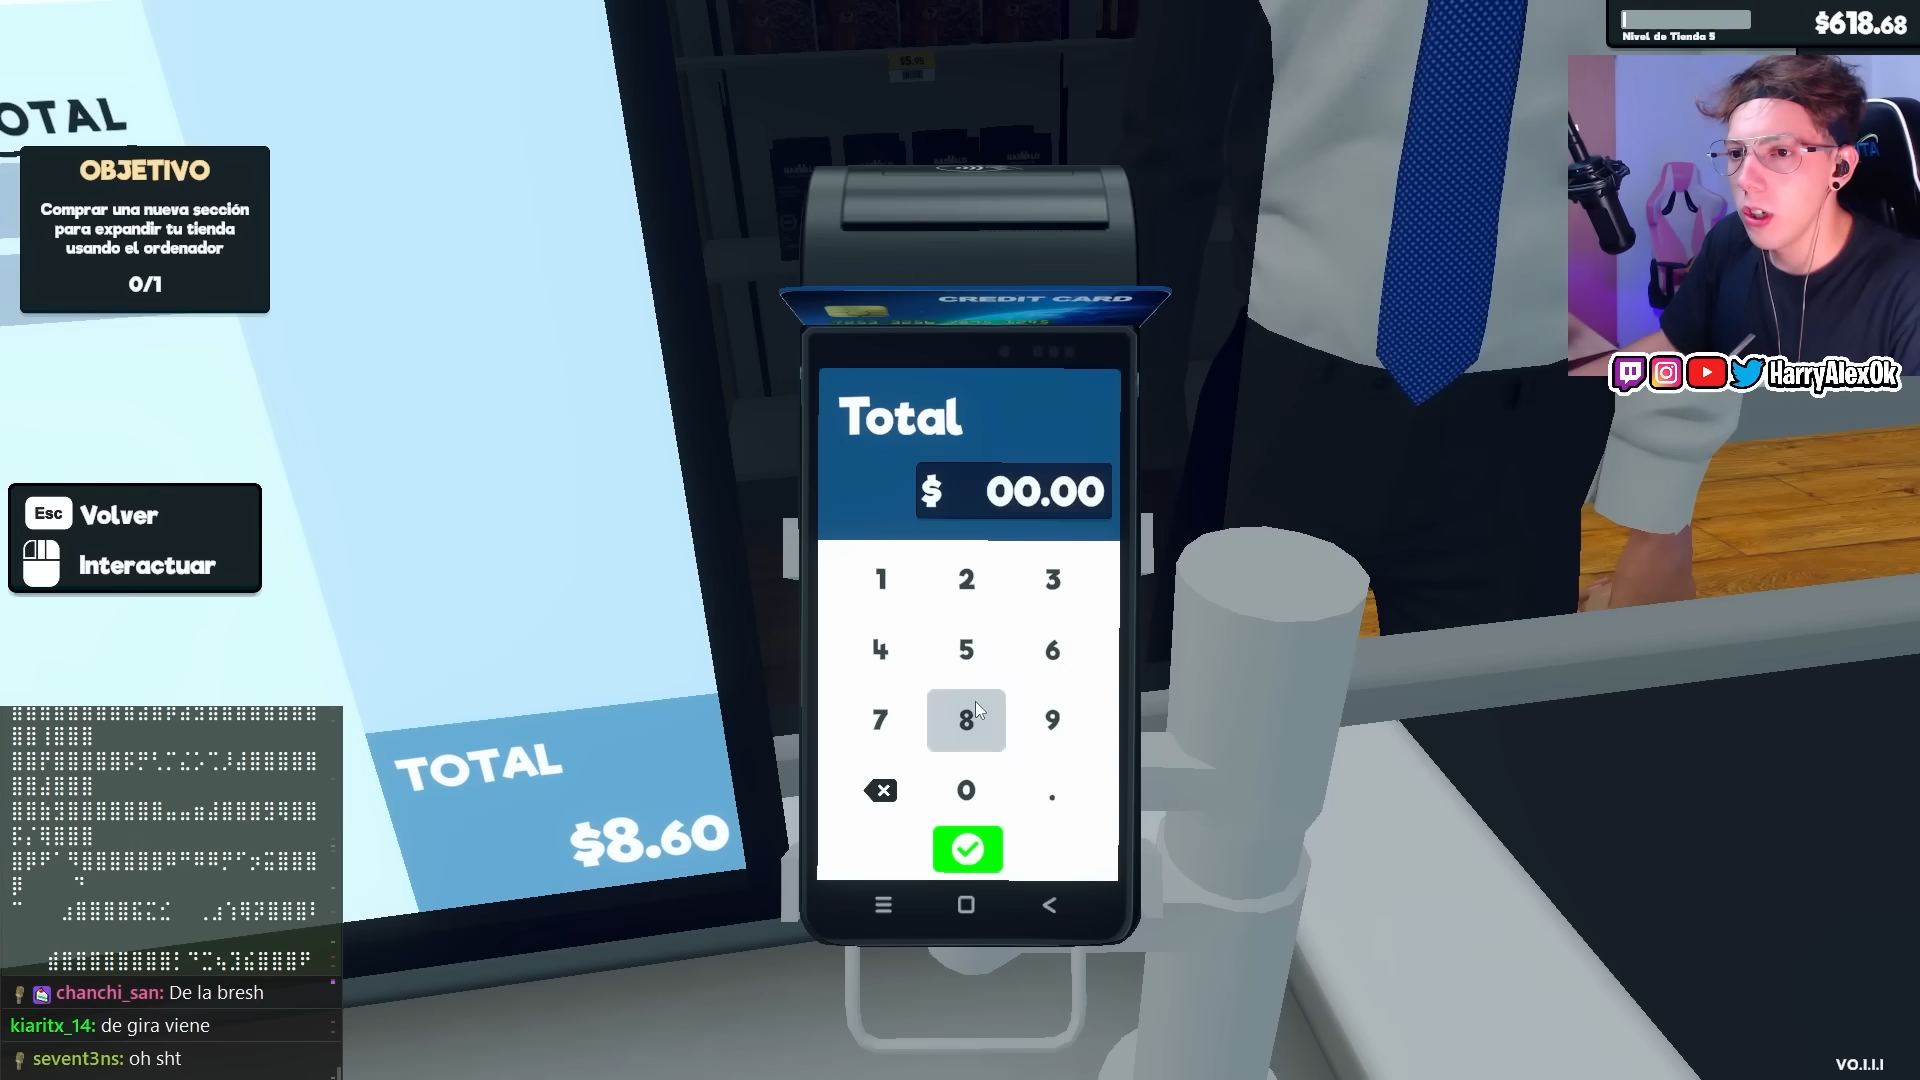 $618.68
Nivel de Tienda 5
OTAL
OBJETIVO
Comprar una nueva sección
para expandir tu tienda
usando el ordenador
0/1
$5.95
CREDIT CARD
HarryAlexOk
Total
$ 00.00
Esc Volver
Interactuar
1 2 3
4 5 6
7 8 9
0 .
TOTAL
$8.60
chanchi_san: De la bresh
kiaritx_14: de gira viene
sevent3ns: oh sht
V0.1.1.1